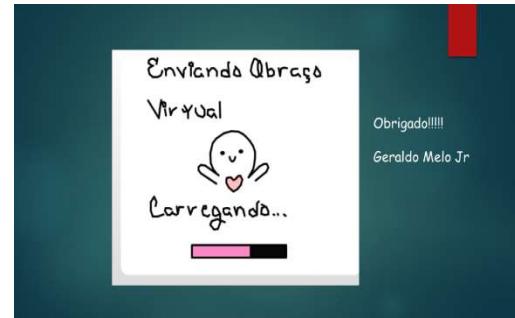 Enviando Abraço
Virtual
Carregando...
Obrigado!!!!!
Geraldo Melo Jr